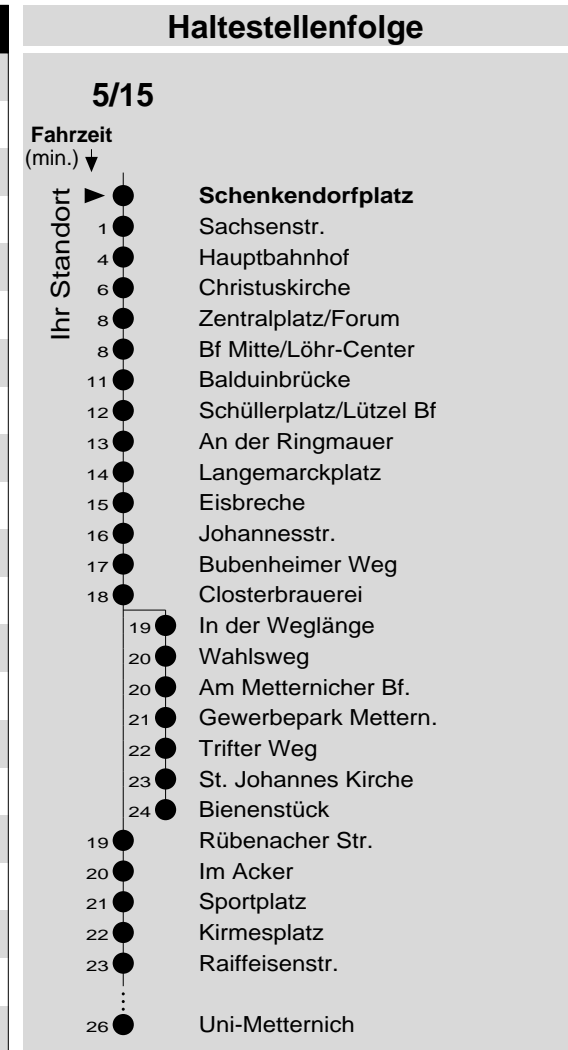 Haltestellenfolge
5/15
Fahrzeit
(min.)
Ihr Standort
Schenkendorfplatz
1 Sachsenstr.
4 Hauptbahnhof
6 Christuskirche
8 Zentralplatz/Forum
8 Bf Mitte/Löhr-Center
11 Balduinbrücke
12 Schüllerplatz/Lützel Bf
13 An der Ringmauer
14 Langemarckplatz
15 Eisbreche
16 Johannesstr.
17 Bubenheimer Weg
18 Closterbrauerei
19 In der Weglänge
20 Wahlsweg
20 Am Metternicher Bf.
21 Gewerbepark Mettern.
22 Trifter Weg
23 St. Johannes Kirche
24 Bienenstück
19 Rübenacher Str.
20 Im Acker
21 Sportplatz
22 Kirmesplatz
23 Raiffeisenstr.
26 Uni-Metternich